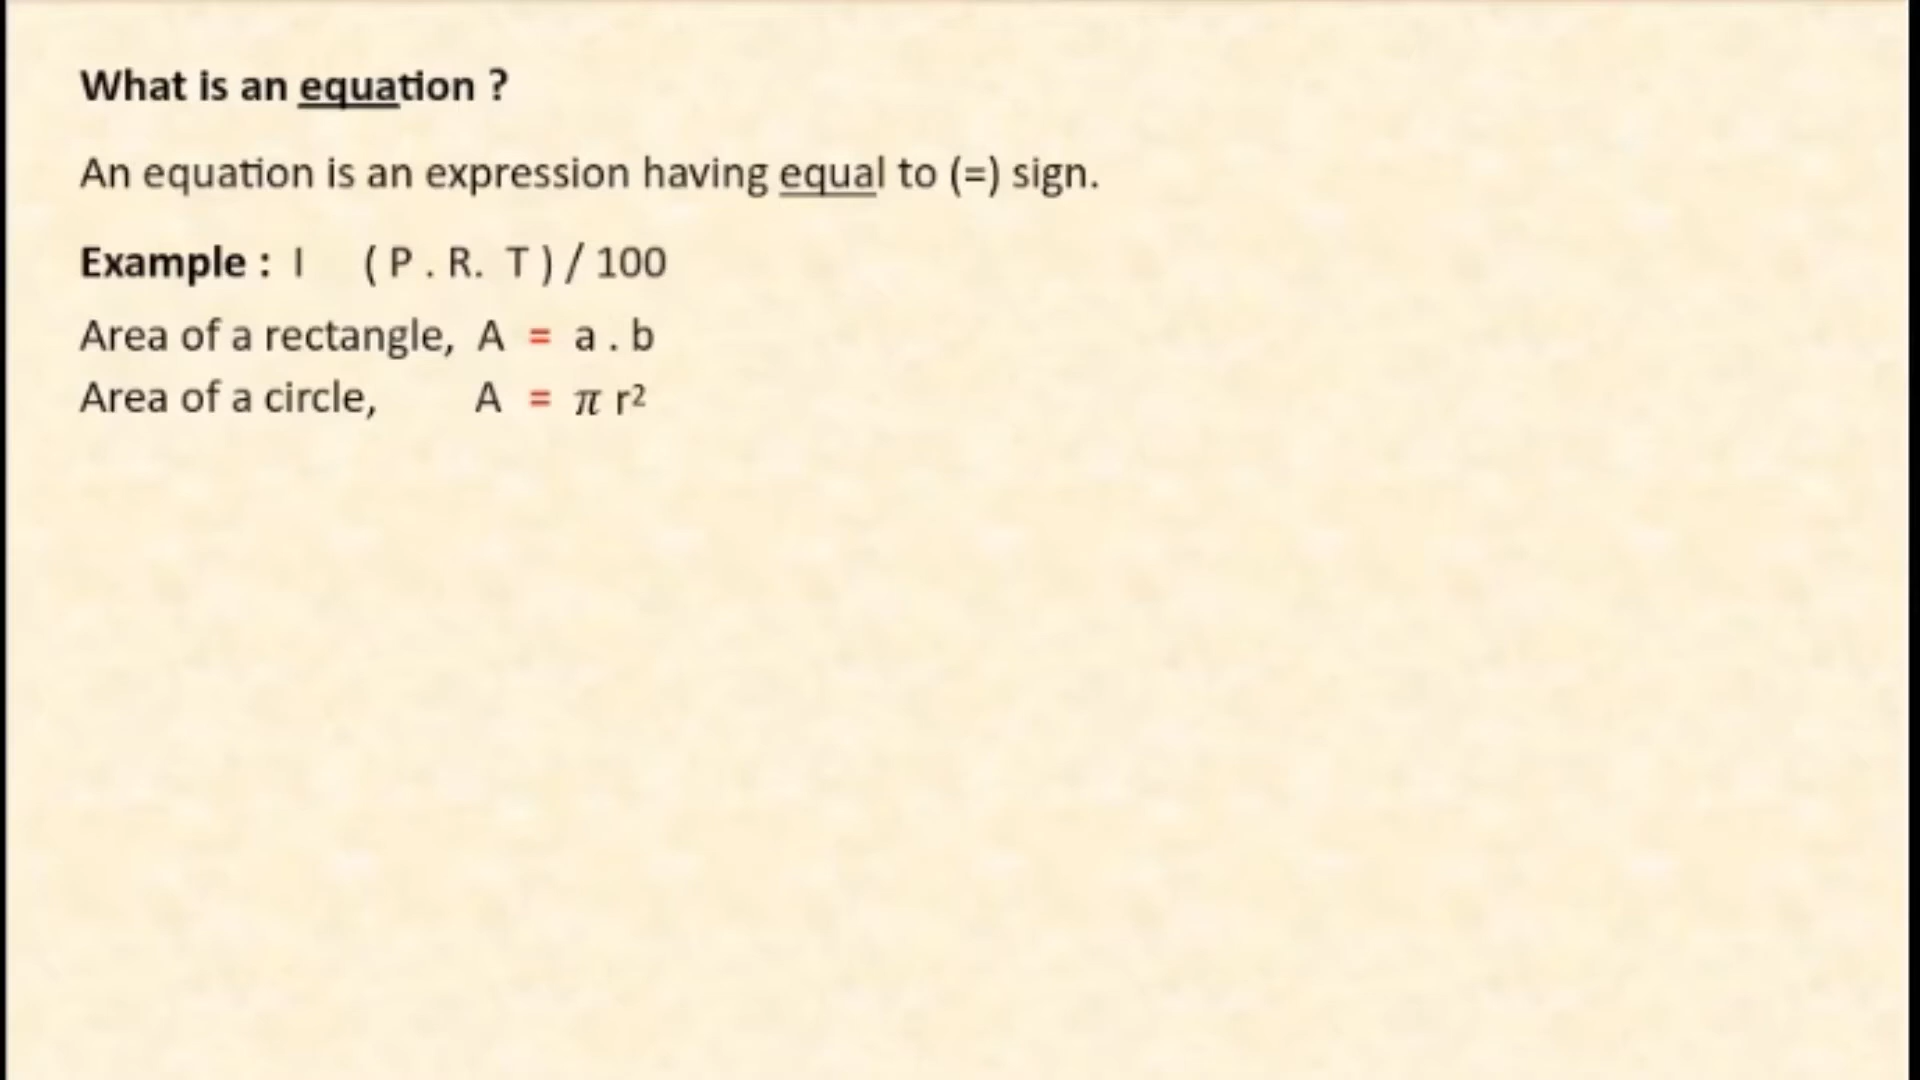 What is an equation ?
An equation is an expression having equal to (=) sign.
Example : I ( P . R. T ) / 100
Area of a rectangle, A = a . b
Area of a circle, A = π r²